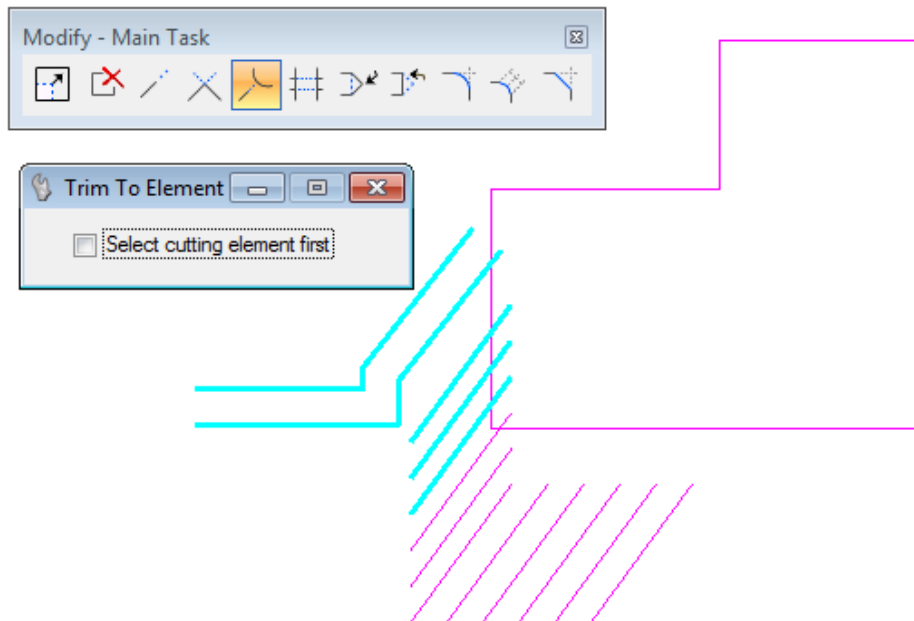 Modify - Main Task
Trim To Element
Select cutting element first